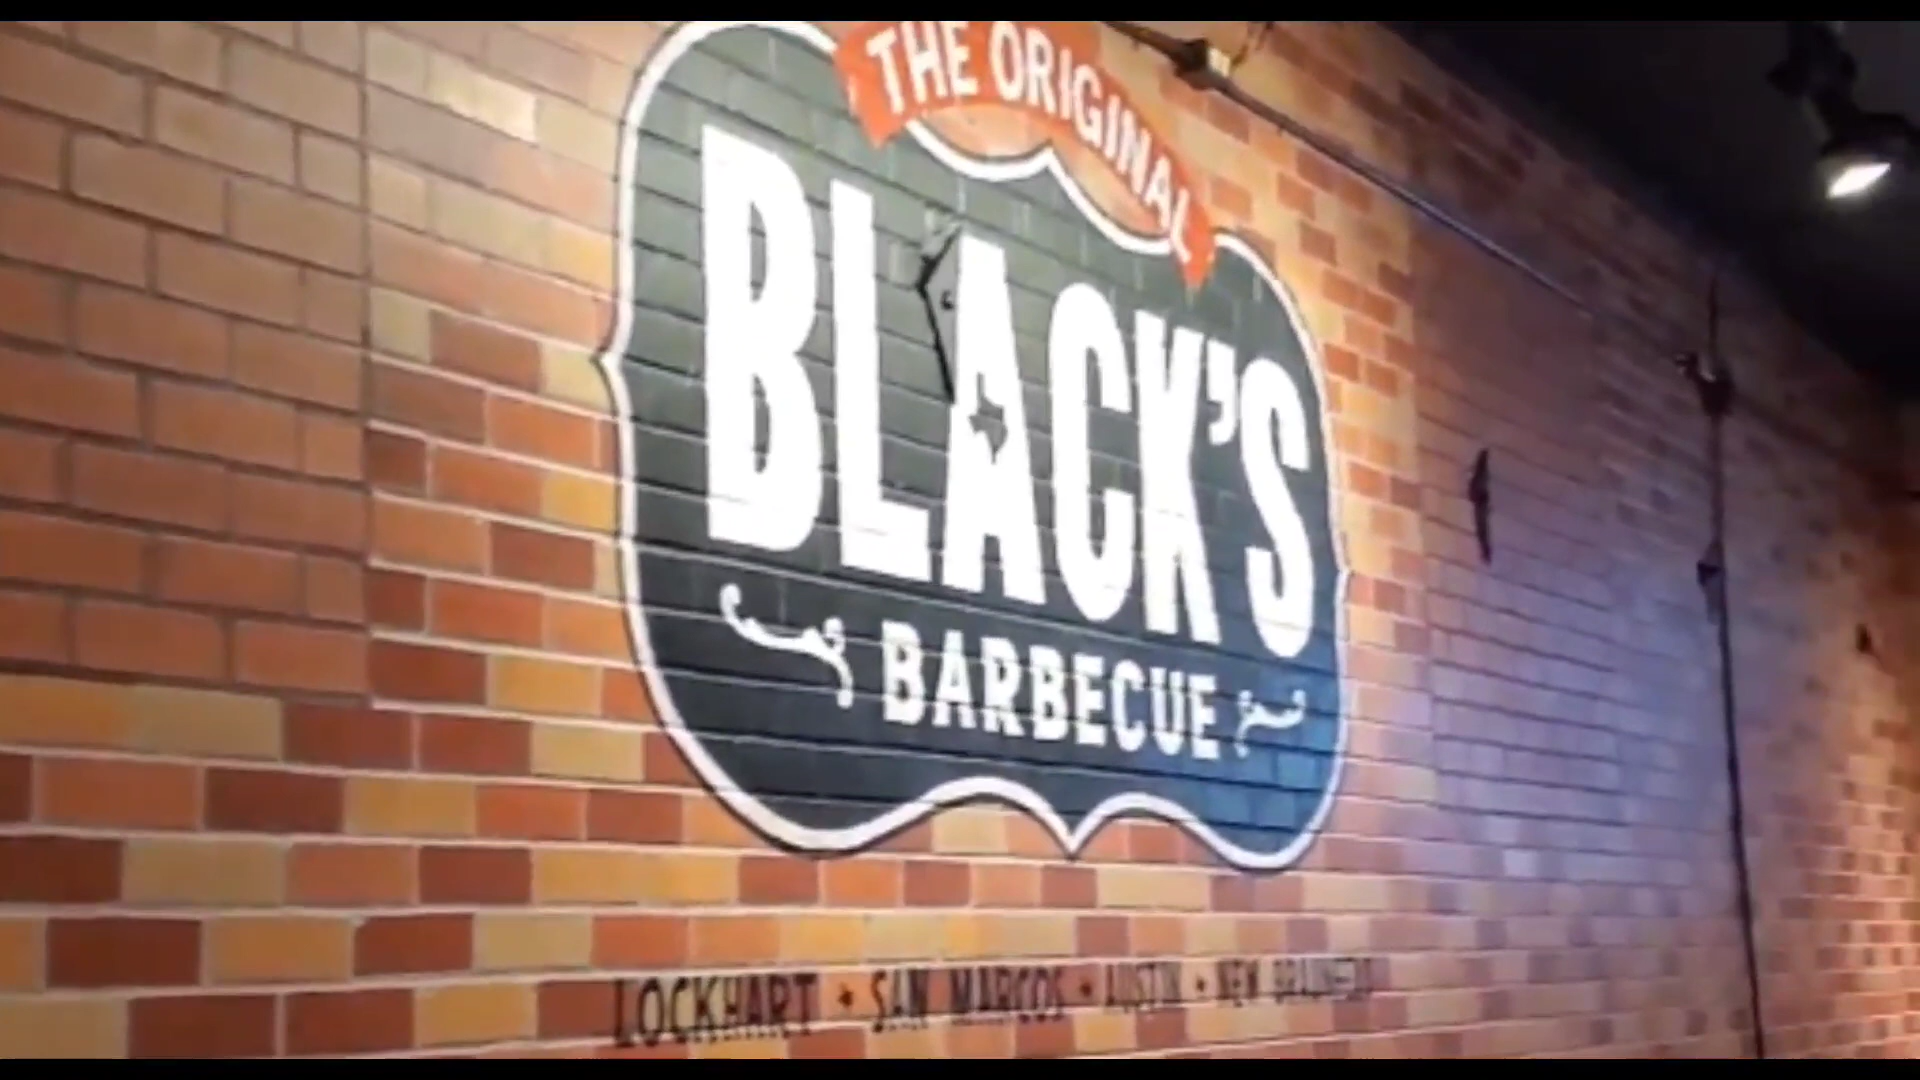 THE ORIGINAL
BLACK'S
BARBECUE
LOCKHART • SAN MARCOS • AUSTIN • NEW BRAUNFELS